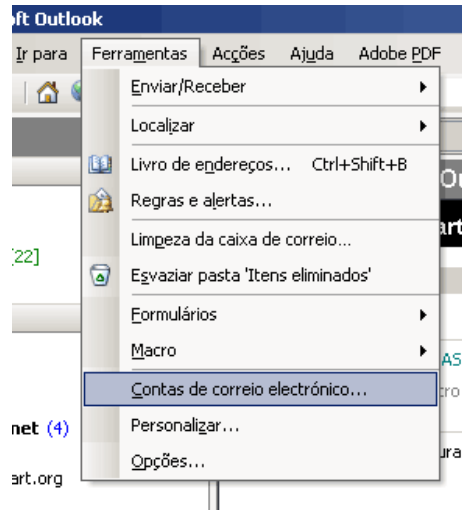 ft Outlook
Ir para Ferramentas Acções Ajuda Adobe PDF
Enviar/Receber
Localizar
Livro de endereços... Ctrl+Shift+B
Regras e alertas...
Limpeza da caixa de correio...
[22]
Esvaziar pasta 'Itens eliminados'
Formulários
Macro
Contas de correio electrónico...
net (4)
Personalizar...
Opções...
art.org